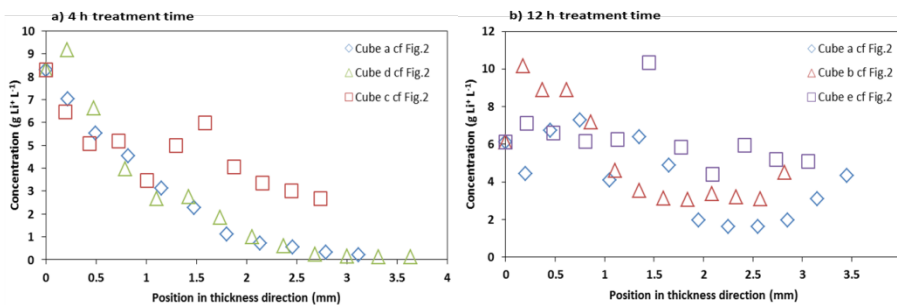 a) 4 h treatment time
Concentration (g Li⁺ L⁻¹)
10
9
8
7
6
5
4
3
2
1
0
0 0.5 1 1.5 2 2.5 3 3.5 4
Position in thickness direction (mm)
Cube a cf Fig.2
Cube d cf Fig.2
Cube c cf Fig.2
b) 12 h treatment time
Concentration (g Li⁺ L⁻¹)
12
10
8
6
4
2
0
0 0.5 1 1.5 2 2.5 3 3.5
Position in thickness direction (mm)
Cube a cf Fig.2
Cube b cf Fig.2
Cube e cf Fig.2